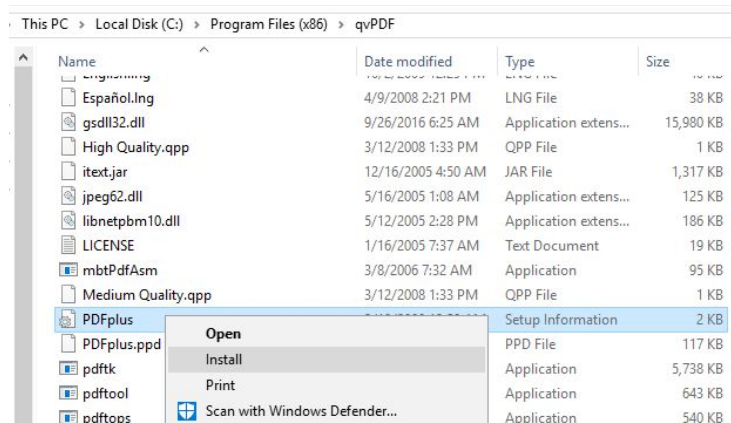 This PC > Local Disk (C:) > Program Files (x86) > qvPDF
Name Date modified Type Size
Español.lng 4/9/2008 2:21 PM LNG File 38 KB
gsdll32.dll 9/26/2016 6:25 AM Application extens... 15,980 KB
High Quality.qpp 3/12/2008 1:33 PM QPP File 1 KB
itext.jar 12/16/2005 4:50 AM JAR File 1,317 KB
jpeg62.dll 5/16/2005 1:08 AM Application extens... 125 KB
libnetpbm10.dll 5/12/2005 2:28 PM Application extens... 186 KB
LICENSE 1/16/2005 7:37 AM Text Document 19 KB
mbtPdfAsm 3/8/2006 7:32 AM Application 95 KB
Medium Quality.qpp 3/12/2008 1:33 PM QPP File 1 KB
PDFplus Setup Information 2 KB
Open
PDFplus.ppd PPD File 117 KB
Install
pdftk Application 5,738 KB
Print
pdftool Application 643 KB
Scan with Windows Defender...
pdftops Application 540 KB